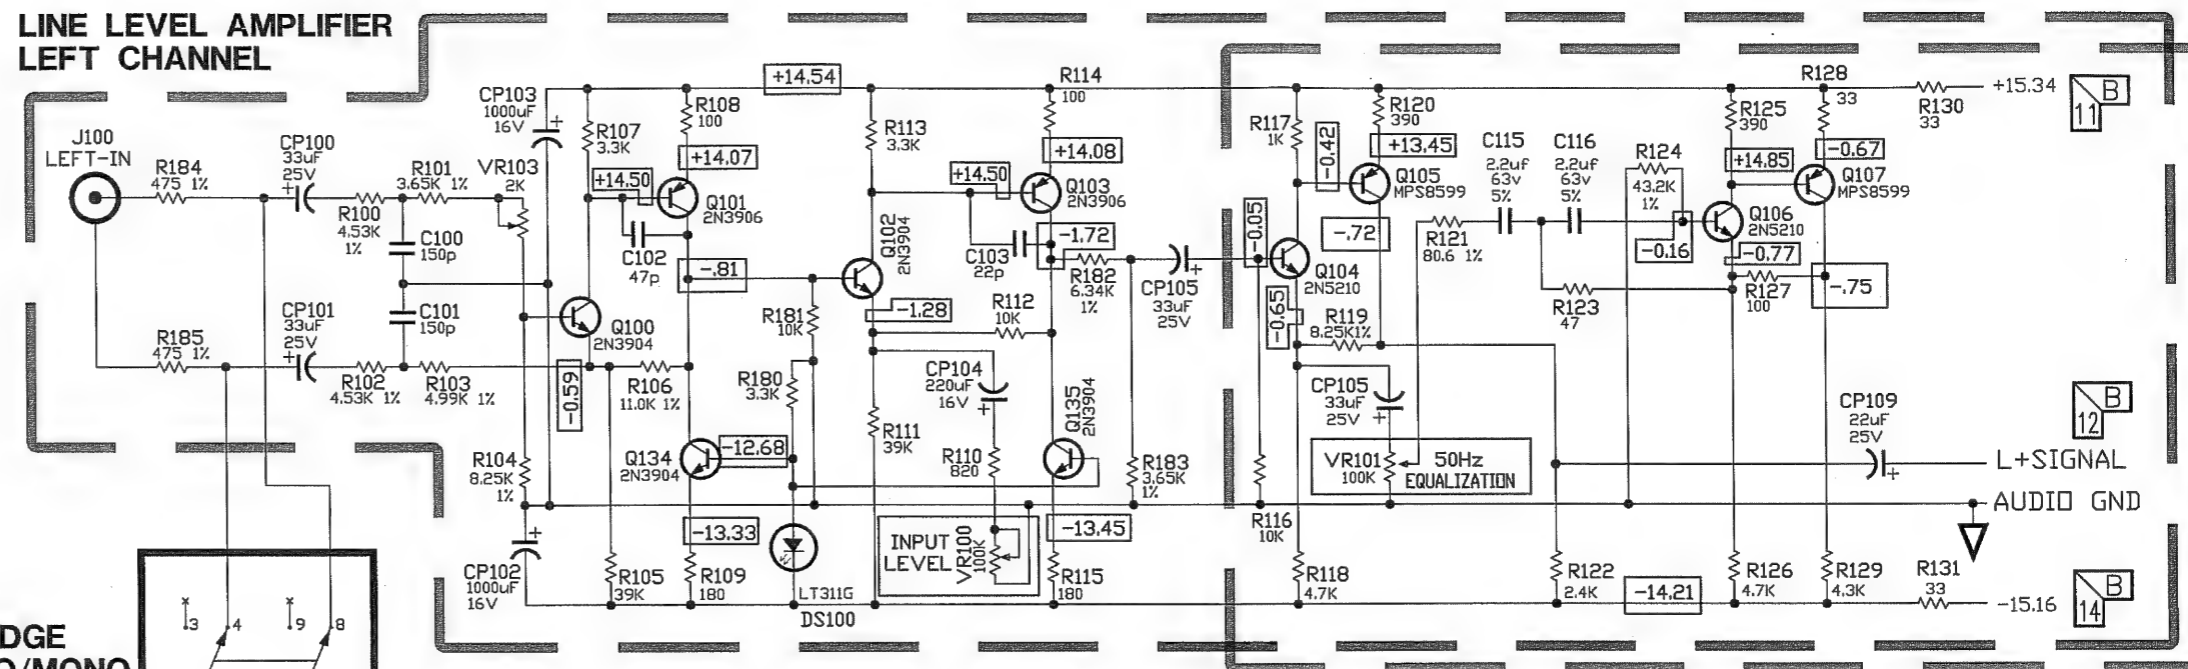 LINE LEVEL AMPLIFIER
LEFT CHANNEL
J100
LEFT-IN
R184
475 1%
CP100
33uF
25V
+
R100
4.53K
1%
R101
3.65K 1%
C100
150p
C101
150p
R185
475 1%
CP101
33uF
25V
+
R102
4.53K 1%
R103
4.99K 1%
VR103
2K
CP103
1000uF
16V
+
R107
3.3K
R108
100
+14.54
+14.07
+14.50
Q101
2N3906
C102
47p
-.81
Q100
2N3904
-0.59
R106
11.0K 1%
R104
8.25K
1%
CP102
1000uF
16V
+
R105
39K
Q134
2N3904
-12.68
-13.33
R109
180
R181
10K
R180
3.3K
LT311G
DS100
R113
3.3K
Q102
2N3904
-1.28
R111
39K
R112
10K
CP104
220uF
16V
+
R110
820
INPUT
LEVEL
VR100
100K
R114
100
+14.08
+14.50
Q103
2N3906
-1.72
C103
22p
R182
6.34K
1%
Q135
2N3904
-13.45
R115
180
R183
3.65K
1%
CP105
33uF
25V
+
-0.05
R116
10K
R117
1K
-0.42
R120
390
+13.45
Q105
MPS8599
-.72
Q104
2N5210
-0.65
R119
8.25K1%
CP105
33uF
25V
+
VR101
100K
50Hz
EQUALIZATION
R118
4.7K
R121
80.6 1%
C115
2.2uf
63v
5%
C116
2.2uf
63v
5%
R124
43.2K
1%
R123
47
-0.16
R125
390
+14.85
Q106
2N5210
-0.77
R127
100
R128
33
-0.67
Q107
MPS8599
-.75
R122
2.4K
-14.21
R126
4.7K
R129
4.3K
CP109
22uF
25V
+
R130
33
+15.34
B
11
B
12
L+SIGNAL
AUDIO GND
R131
33
-15.16
B
14
x
3
4
x
9
8
DGE
O/MONO